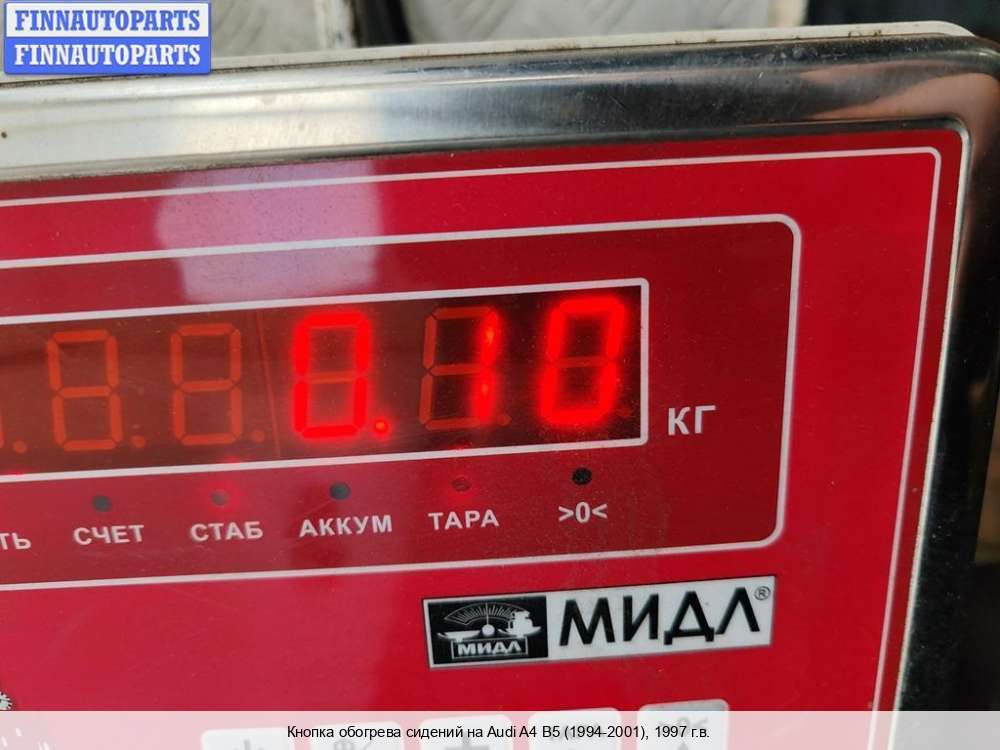 FINNAUTOPARTS
FINNAUTOPARTS
0.10
КГ
ТЬ СЧЕТ СТАБ АККУМ ТАРА >0<
МИДЛ
МИДЛ®
Кнопка обогрева сидений на Audi A4 B5 (1994-2001), 1997 г.в.